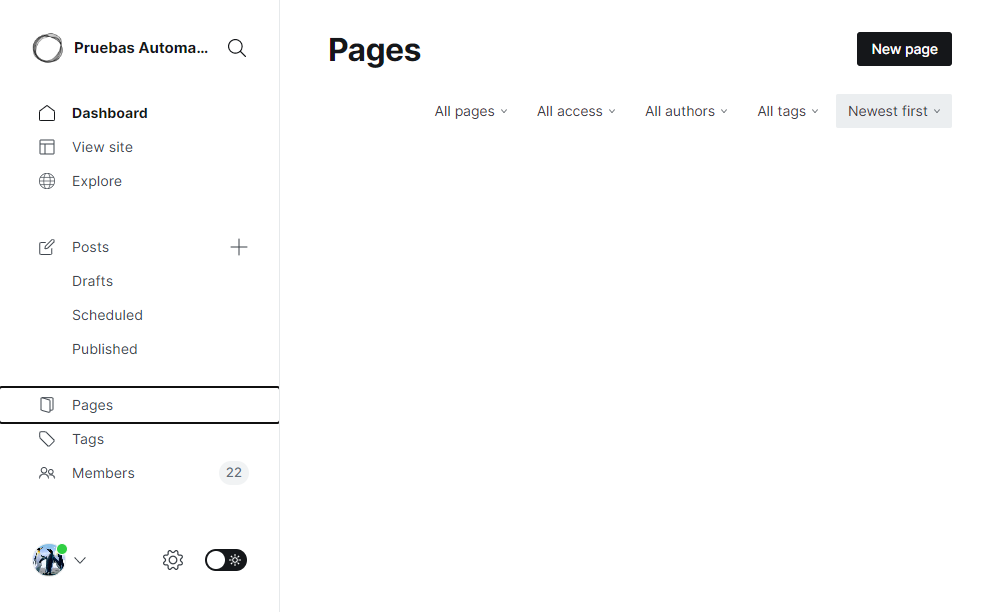 Pruebas Automa...
Dashboard
View site
Explore
Posts
Drafts
Scheduled
Published
Pages
Tags
Members 22
Pages
New page
All pages All access All authors All tags Newest first